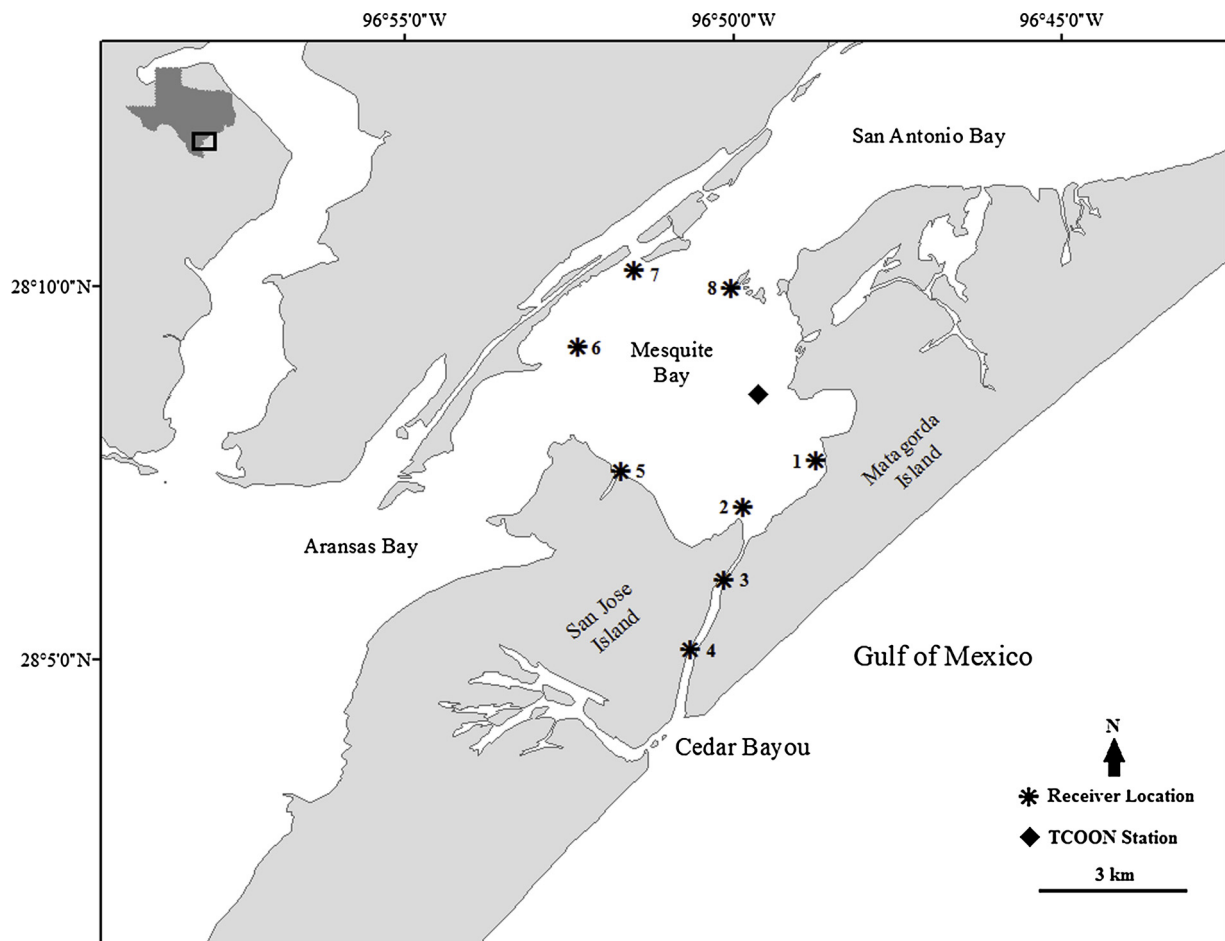 96°55'0"W
96°50'0"W
96°45'0"W
San Antonio Bay
28°10'0"N
7
8
6
Mesquite
Bay
1
Matagorda
Island
5
2
Aransas Bay
3
San Jose
Island
4
28°5'0"N
Gulf of Mexico
Cedar Bayou
N
Receiver Location
TCOON Station
3 km